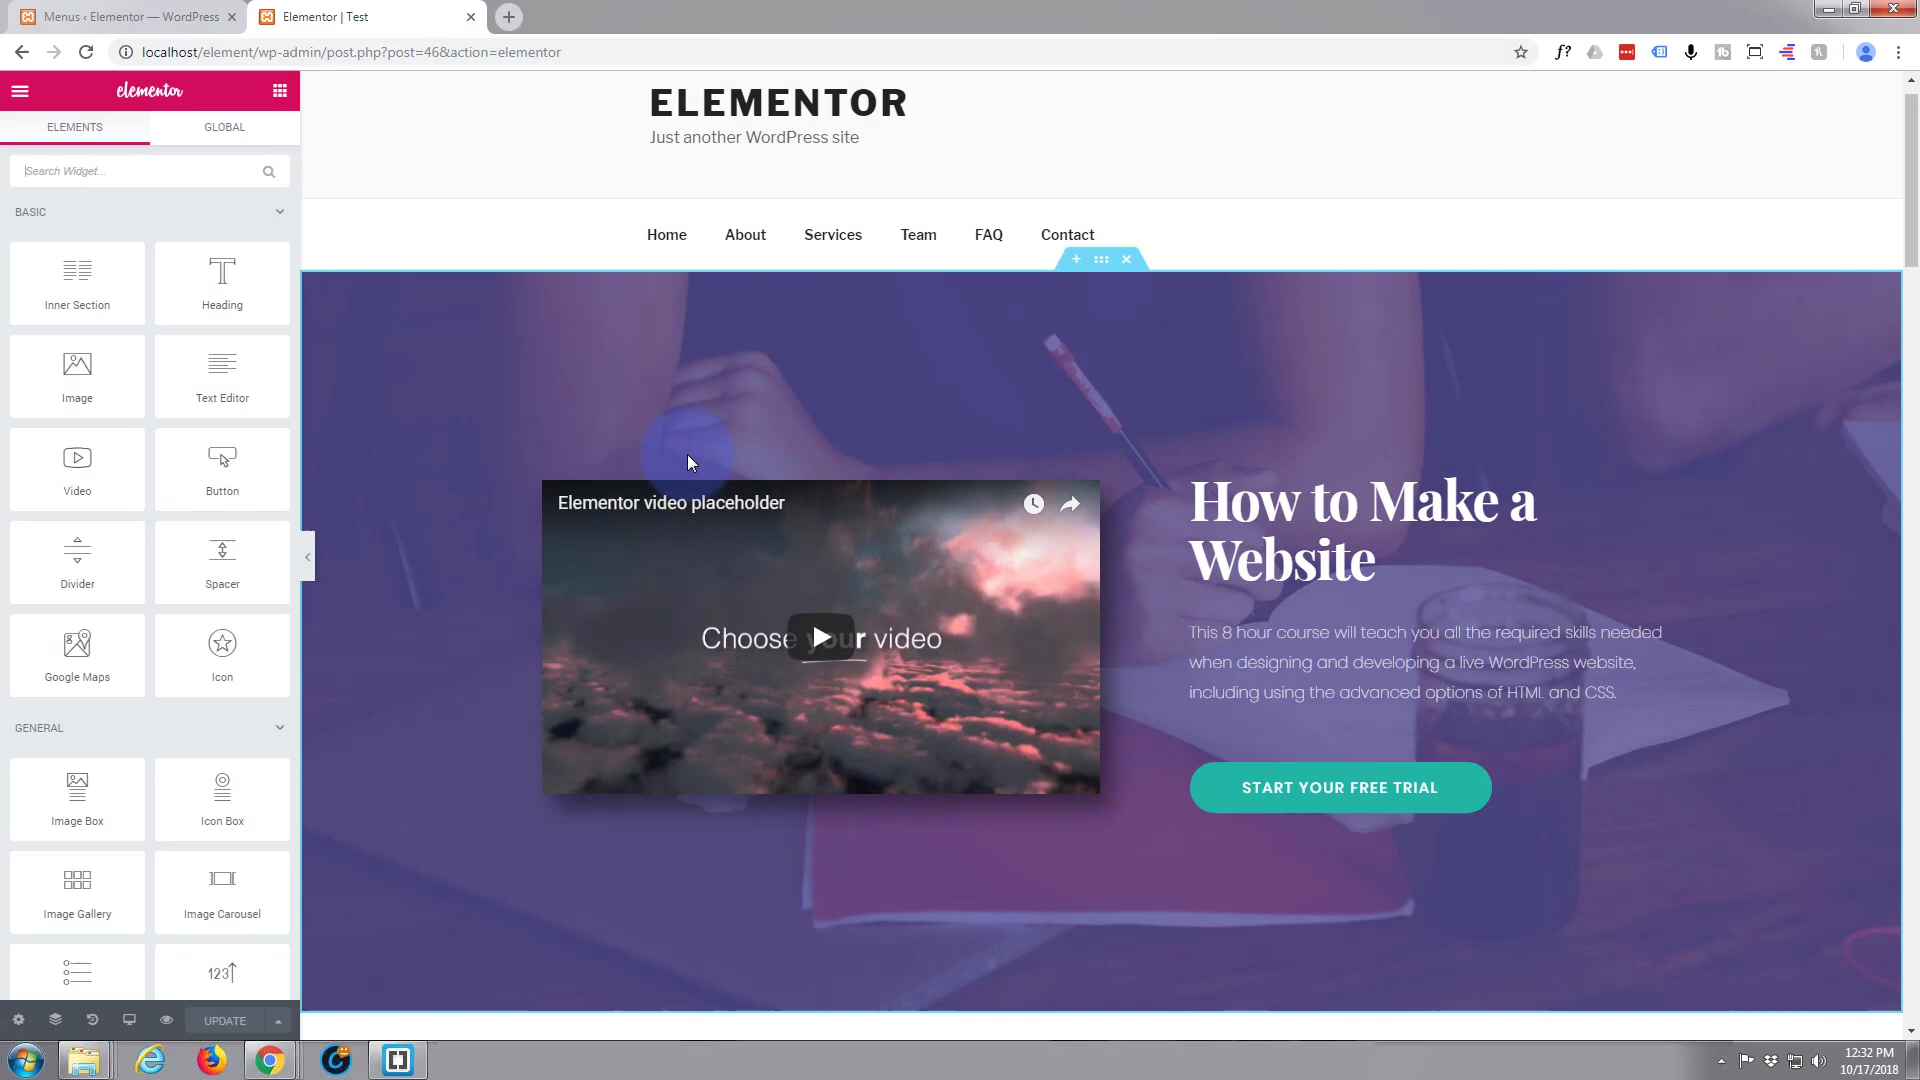 Menus ‹ Elementor — WordPress
Elementor | Test
localhost/element/wp-admin/post.php?post=46&action=elementor
elementor
ELEMENTS
GLOBAL
Search Widget...
BASIC
Inner Section
Heading
Image
Text Editor
Video
Button
Divider
Spacer
Google Maps
Icon
GENERAL
Image Box
Icon Box
Image Gallery
Image Carousel
123
UPDATE
ELEMENTOR
Just another WordPress site
Home
About
Services
Team
FAQ
Contact
Elementor video placeholder
Choose your video
How to Make a
Website
This 8 hour course will teach you all the required skills needed
when designing and developing a live WordPress website,
including using the advanced options of HTML and CSS.
START YOUR FREE TRIAL
12:32 PM
10/17/2018